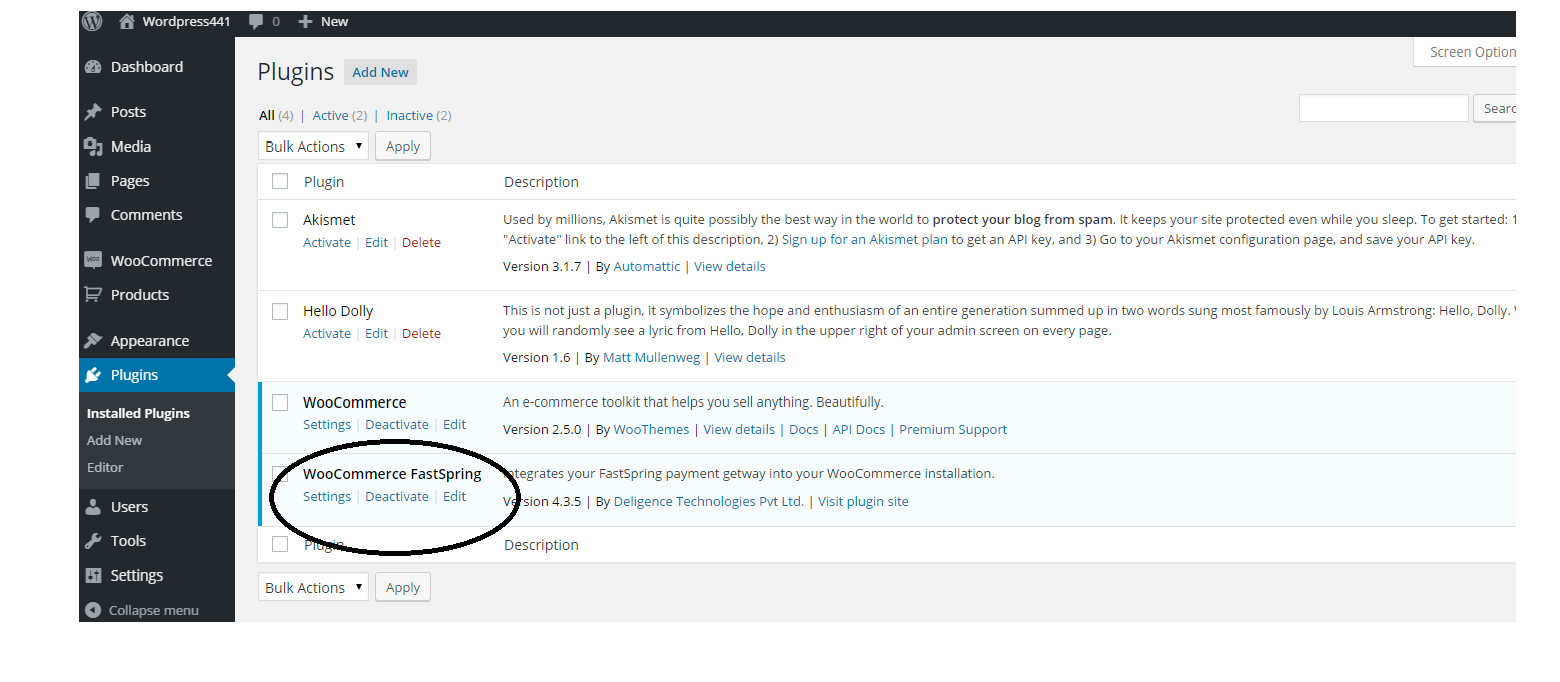 Wordpress441 0 + New
Screen Option
Dashboard
Posts
Media
Pages
Comments
WOO WooCommerce
Products
Appearance
Plugins
Installed Plugins
Add New
Editor
Users
Tools
Settings
Collapse menu
Plugins Add New
All (4) | Active (2) | Inactive (2)
Searc
Bulk Actions Apply
Plugin Description
Akismet
Activate | Edit | Delete
Used by millions, Akismet is quite possibly the best way in the world to protect your blog from spam. It keeps your site protected even while you sleep. To get started: 1
"Activate" link to the left of this description, 2) Sign up for an Akismet plan to get an API key, and 3) Go to your Akismet configuration page, and save your API key.
Version 3.1.7 | By Automattic | View details
Hello Dolly
Activate | Edit | Delete
This is not just a plugin, it symbolizes the hope and enthusiasm of an entire generation summed up in two words sung most famously by Louis Armstrong: Hello, Dolly.
you will randomly see a lyric from Hello, Dolly in the upper right of your admin screen on every page.
Version 1.6 | By Matt Mullenweg | View details
WooCommerce
Settings | Deactivate | Edit
An e-commerce toolkit that helps you sell anything. Beautifully.
Version 2.5.0 | By WooThemes | View details | Docs | API Docs | Premium Support
WooCommerce FastSpring
Settings | Deactivate | Edit
Integrates your FastSpring payment getway into your WooCommerce installation.
Version 4.3.5 | By Deligence Technologies Pvt Ltd. | Visit plugin site
Plugin Description
Bulk Actions Apply